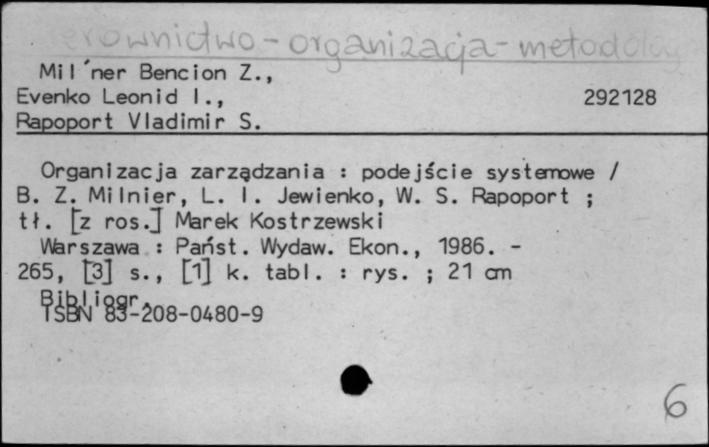 kierownictwo - organizacja - metodolog
Mil´ner Bencion Z.,
Evenko Leonid I., 292128
Rapoport Vladimir S.
Organizacja zarządzania : podejście systemowe /
B. Z. Milnier, L. I. Jewienko, W. S. Rapoport ;
tł. [z ros.] Marek Kostrzewski
Warszawa : Państ. Wydaw. Ekon., 1986. -
265, [3] s., [1] k. tabl. : rys. ; 21 cm
Bibliogr.
ISBN 83-208-0480-9
6